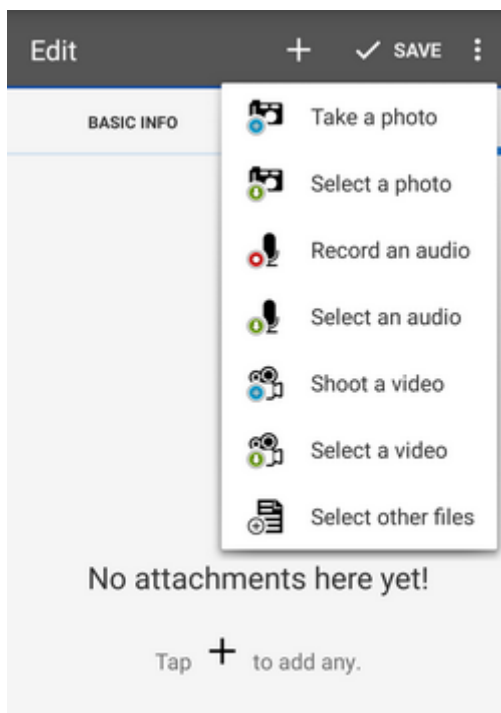 Edit + ✓ SAVE
BASIC INFO
Take a photo
Select a photo
Record an audio
Select an audio
Shoot a video
Select a video
Select other files
No attachments here yet!
Tap + to add any.